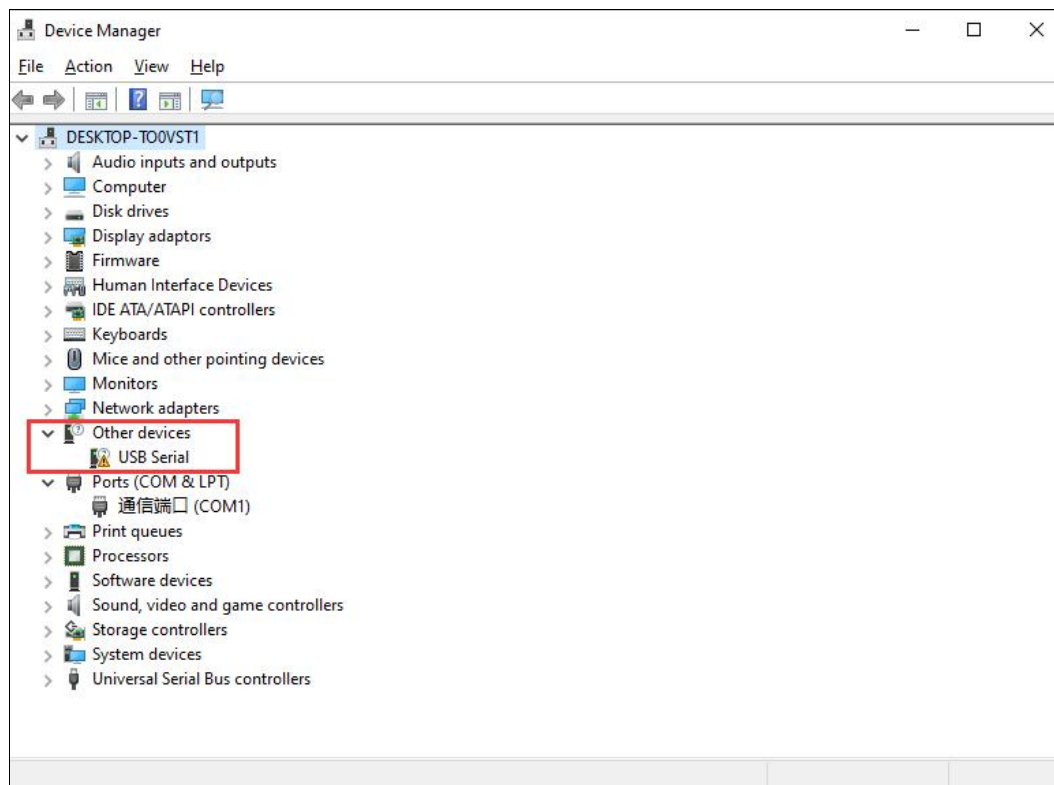 Device Manager
File Action View Help
DESKTOP-TO0VST1
Audio inputs and outputs
Computer
Disk drives
Display adaptors
Firmware
Human Interface Devices
IDE ATA/ATAPI controllers
Keyboards
Mice and other pointing devices
Monitors
Network adapters
Other devices
USB Serial
Ports (COM & LPT)
通信端口 (COM1)
Print queues
Processors
Software devices
Sound, video and game controllers
Storage controllers
System devices
Universal Serial Bus controllers